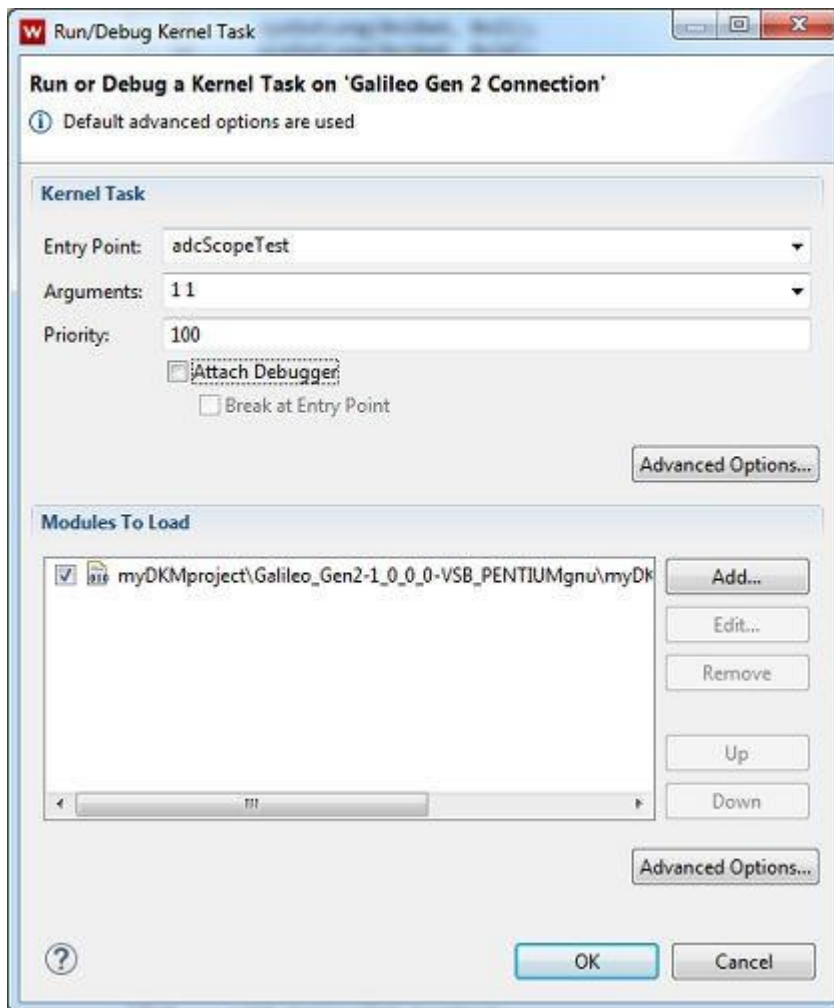 W Run/Debug Kernel Task
Run or Debug a Kernel Task on 'Galileo Gen 2 Connection'
Default advanced options are used
Kernel Task
Entry Point: adcScopeTest
Arguments: 1 1
Priority: 100
Attach Debugger
Break at Entry Point
Advanced Options...
Modules To Load
010 myDKMproject\Galileo_Gen2-1_0_0_0-VSB_PENTIUMgnu\myDK
Add...
Edit...
Remove
Up
Down
Advanced Options...
? OK Cancel